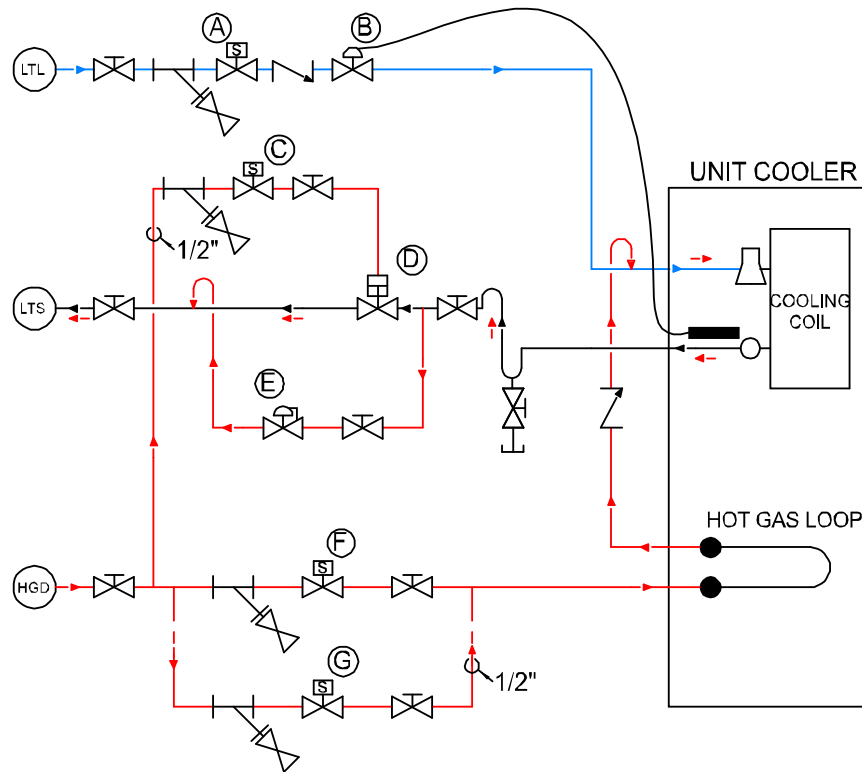 A
B
S
LTL
C
S
UNIT COOLER
1/2"
D
LTS
COOLING
COIL
E
HOT GAS LOOP
F
S
HGD
G
S
1/2"